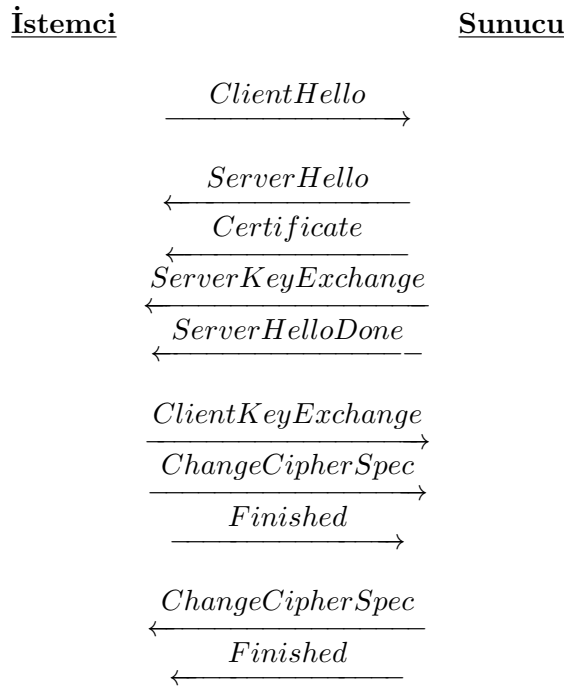 İstemci Sunucu
ClientHello
ServerHello
Certificate
ServerKeyExchange
ServerHelloDone
ClientKeyExchange
ChangeCipherSpec
Finished
ChangeCipherSpec
Finished